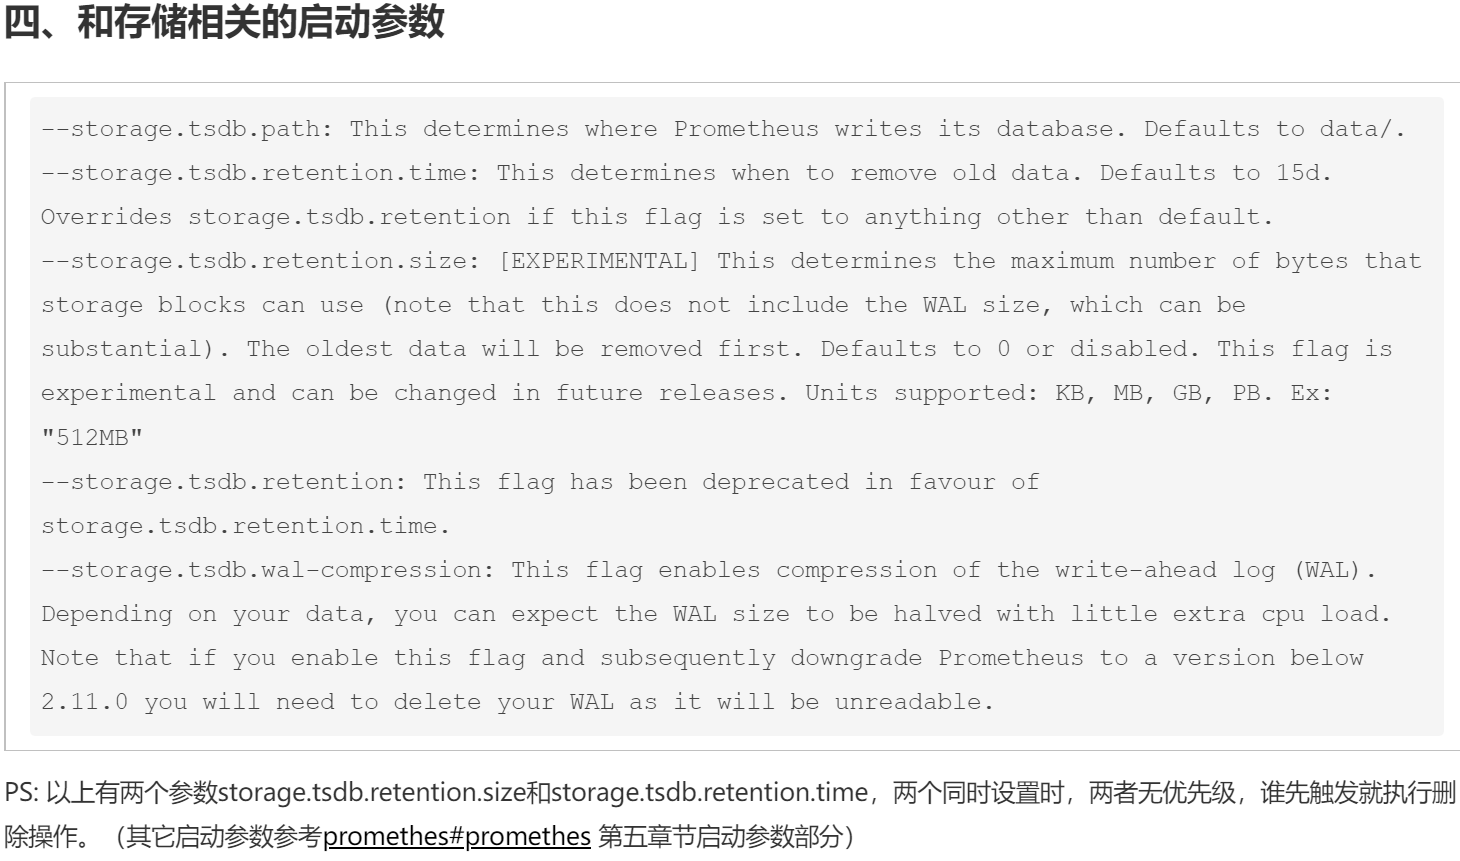 四、和存储相关的启动参数
--storage.tsdb.path: This determines where Prometheus writes its database. Defaults to data/.
--storage.tsdb.retention.time: This determines when to remove old data. Defaults to 15d.
Overrides storage.tsdb.retention if this flag is set to anything other than default.
--storage.tsdb.retention.size: [EXPERIMENTAL] This determines the maximum number of bytes that
storage blocks can use (note that this does not include the WAL size, which can be
substantial). The oldest data will be removed first. Defaults to 0 or disabled. This flag is
experimental and can be changed in future releases. Units supported: KB, MB, GB, PB. Ex:
"512MB"
--storage.tsdb.retention: This flag has been deprecated in favour of
storage.tsdb.retention.time.
--storage.tsdb.wal-compression: This flag enables compression of the write-ahead log (WAL).
Depending on your data, you can expect the WAL size to be halved with little extra cpu load.
Note that if you enable this flag and subsequently downgrade Prometheus to a version below
2.11.0 you will need to delete your WAL as it will be unreadable.
PS: 以上有两个参数storage.tsdb.retention.size和storage.tsdb.retention.time，两个同时设置时，两者无优先级，谁先触发就执行删
除操作。（其它启动参数参考promethes#promethes 第五章节启动参数部分）